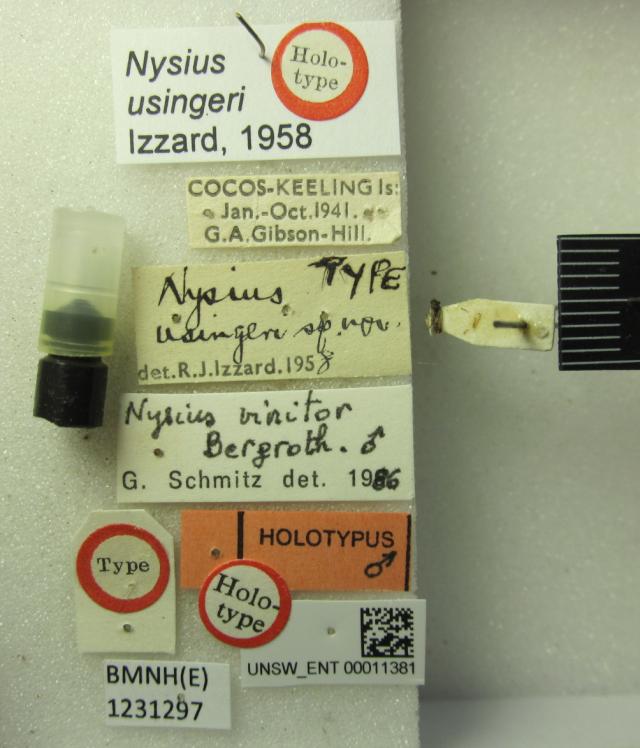 Nysius
usingeri
Izzard, 1958
Holo-
type
COCOS-KEELING Is:
Jan.-Oct.1941.
G.A.Gibson-Hill.
Nysius TYPE
usingeri sp.nov.
det.R.J.Izzard.1958
Nysius vinitor
Bergroth. ♂
G. Schmitz det. 1986
Type
HOLOTYPUS
♂
Holo-
type
UNSW_ENT 00011381
BMNH(E)
1231297